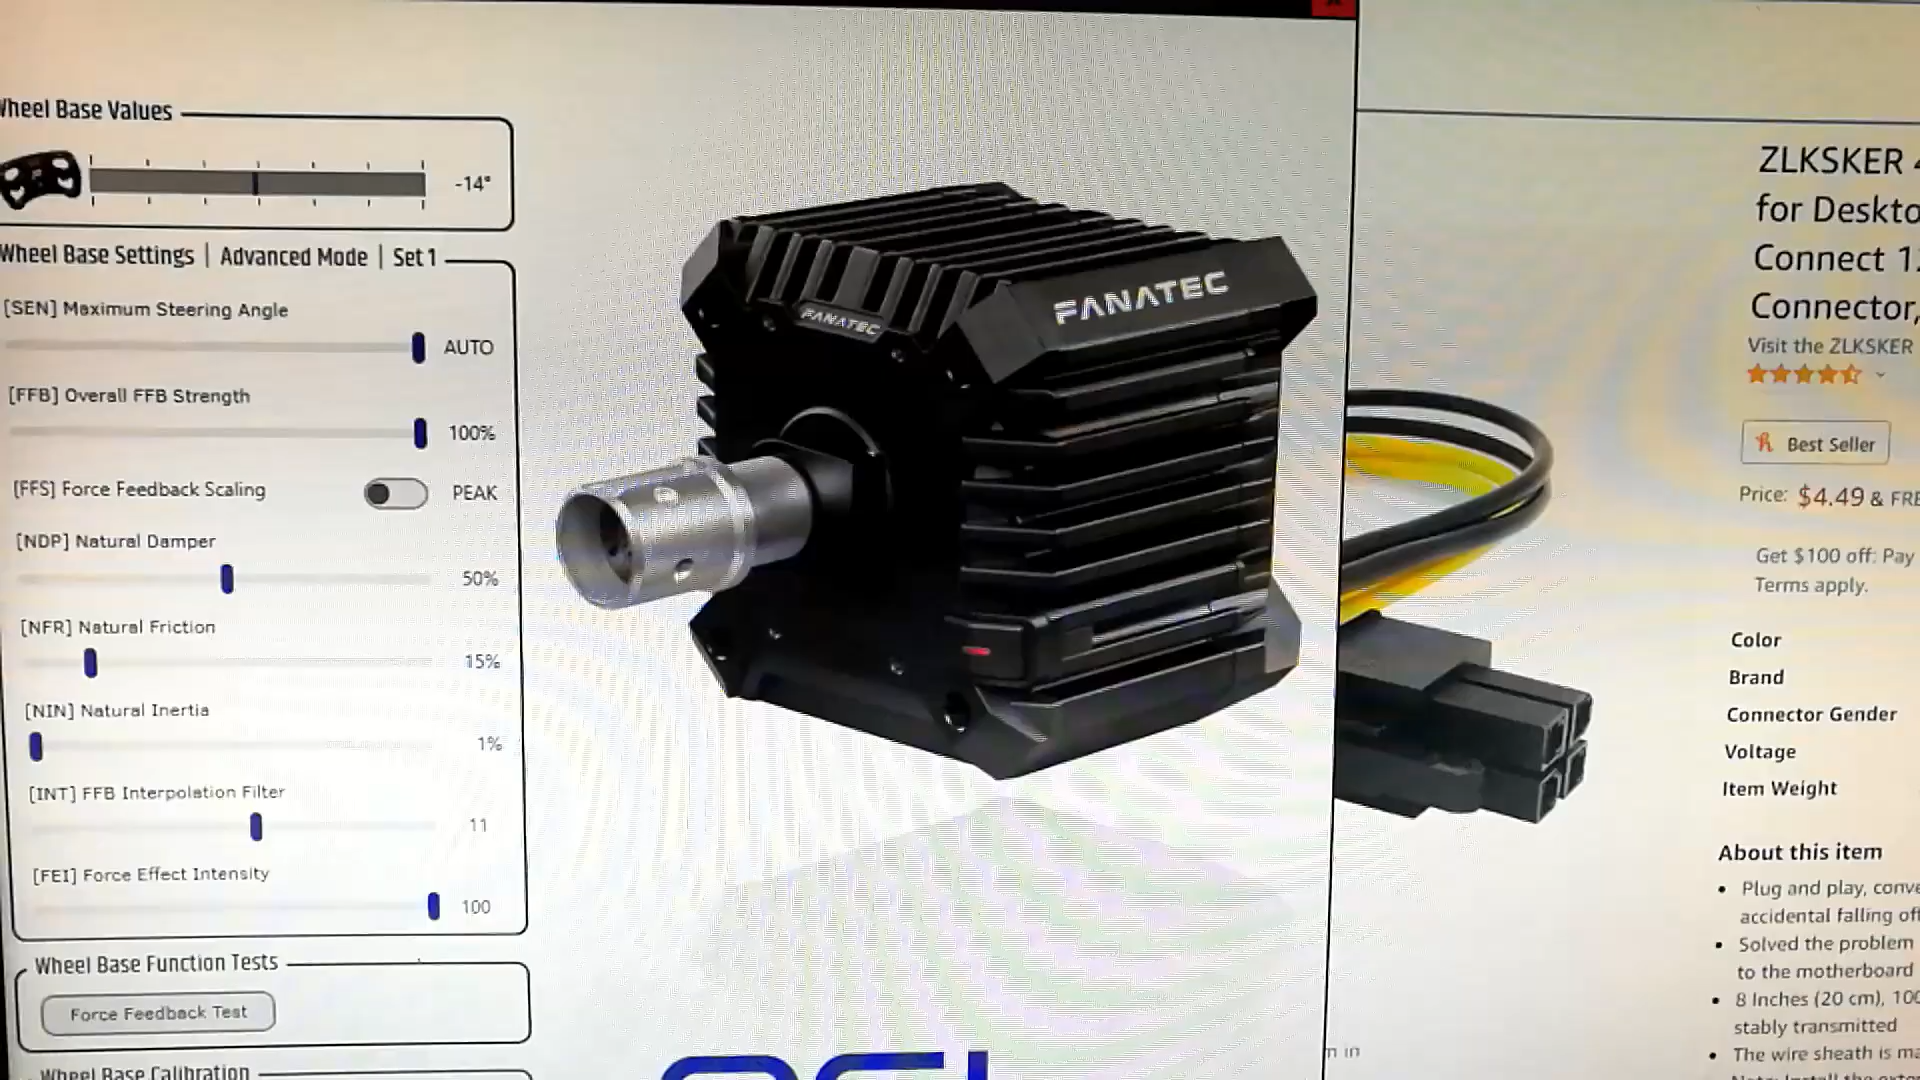 Wheel Base Values
-14°
Wheel Base Settings | Advanced Mode | Set 1
[SEN] Maximum Steering Angle
AUTO
[FFB] Overall FFB Strength
100%
[FFS] Force Feedback Scaling
PEAK
[NDP] Natural Damper
50%
[NFR] Natural Friction
15%
[NIN] Natural Inertia
1%
[INT] FFB Interpolation Filter
11
[FEI] Force Effect Intensity
100
Wheel Base Function Tests
Force Feedback Test
Wheel Base Calibration
FANATEC
FANATEC
ZLKSKER 4
for Deskto
Connect 1
Connector,
Visit the ZLKSKER
Best Seller
Price: $4.49 & FRE
Get $100 off: Pay
Terms apply.
Color
Brand
Connector Gender
Voltage
Item Weight
About this item
• Plug and play, conve
accidental falling off
• Solved the problem
to the motherboard
• 8 Inches (20 cm), 100
stably transmitted
• The wire sheath is ma
in